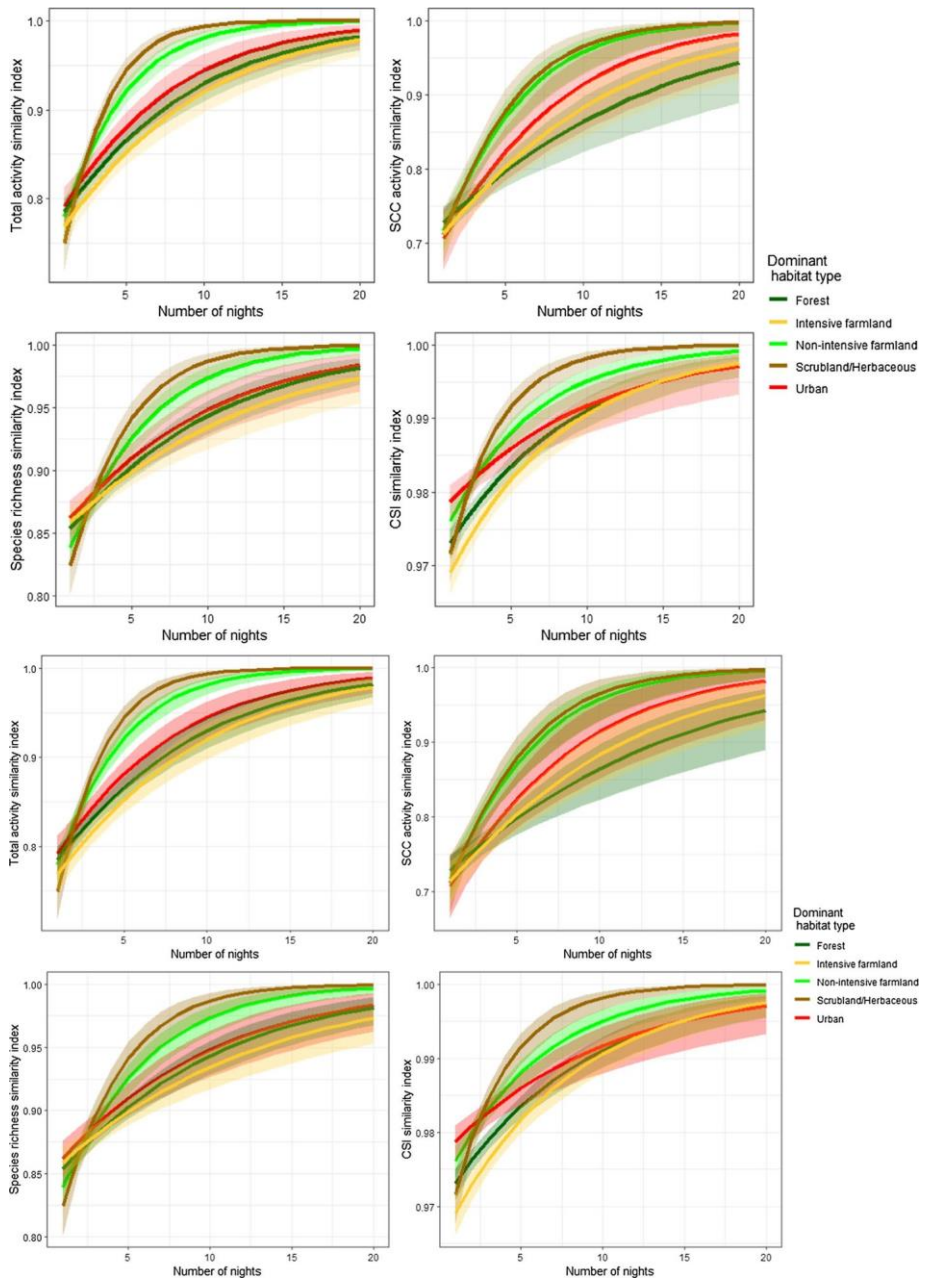 Total activity similarity index
1.0
0.9
0.8
5
10
15
20
Number of nights
SCC activity similarity index
1.0
0.9
0.8
0.7
5
10
15
20
Number of nights
Dominant
habitat type
Forest
Intensive farmland
Non-intensive farmland
Scrubland/Herbaceous
Urban
Species richness similarity index
1.00
0.95
0.90
0.85
0.80
5
10
15
20
Number of nights
CSI similarity index
1.00
0.99
0.98
0.97
5
10
15
20
Number of nights
Total activity similarity index
1.0
0.9
0.8
5
10
15
20
Number of nights
SCC activity similarity index
1.0
0.9
0.8
0.7
5
10
15
20
Number of nights
Dominant
habitat type
Forest
Intensive farmland
Non-intensive farmland
Scrubland/Herbaceous
Urban
Species richness similarity index
1.00
0.95
0.90
0.85
0.80
5
10
15
20
Number of nights
CSI similarity index
1.00
0.99
0.98
0.97
5
10
15
20
Number of nights